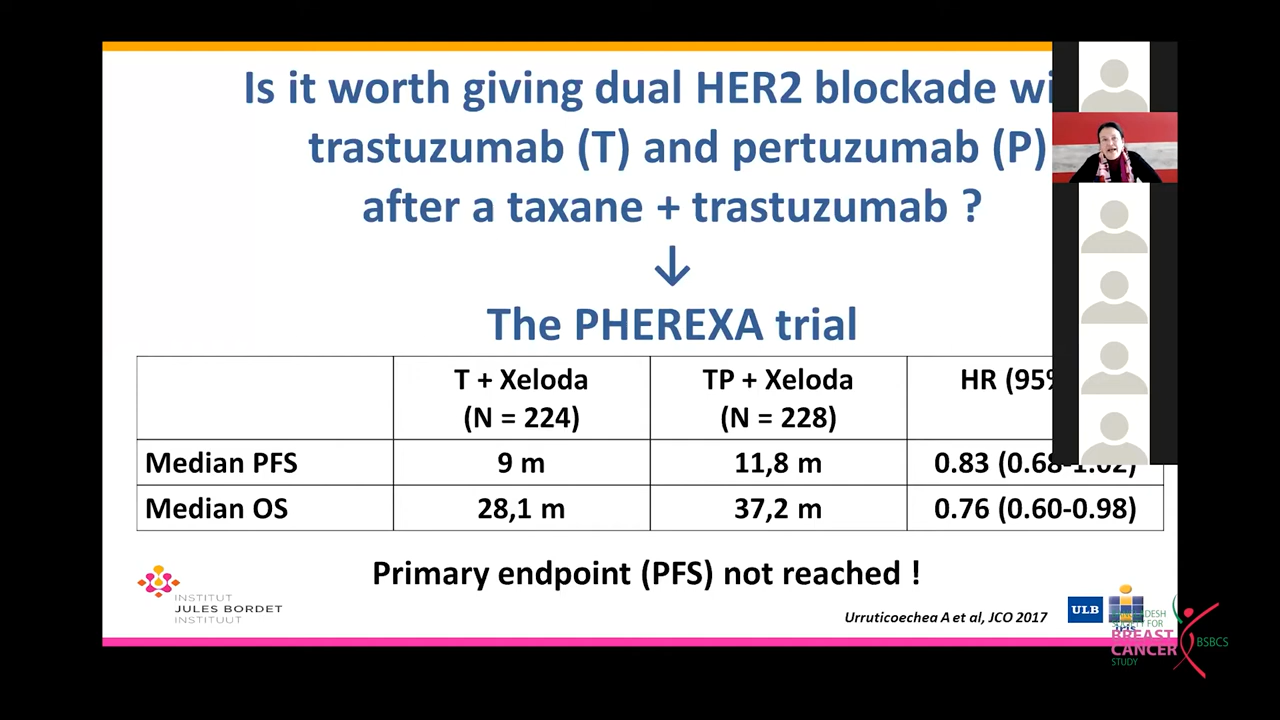 Is it worth giving dual HER2 blockade wi
trastuzumab (T) and pertuzumab (P)
after a taxane + trastuzumab ?
↓
The PHEREXA trial
T + Xeloda (N = 224) TP + Xeloda (N = 228) HR (95%
Median PFS 9 m 11,8 m 0.83 (0.68-1.02)
Median OS 28,1 m 37,2 m 0.76 (0.60-0.98)
Primary endpoint (PFS) not reached !
INSTITUT
JULES BORDET
INSTITUUT
Urruticoechea A et al, JCO 2017
ULB
iris
SOCIETY FOR
BREAST
CANCER
STUDY
BSBCS